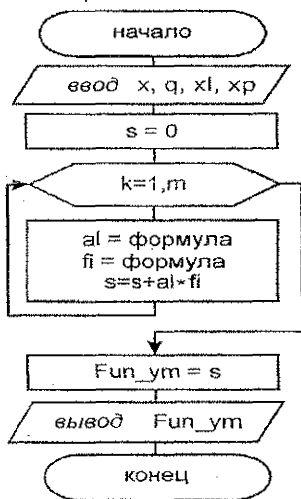 начало
ввод x, q, xl, xp
s = 0
k=1,m
al = формула
fi = формула
s=s+al*fi
Fun_ym = s
вывод Fun_ym
конец